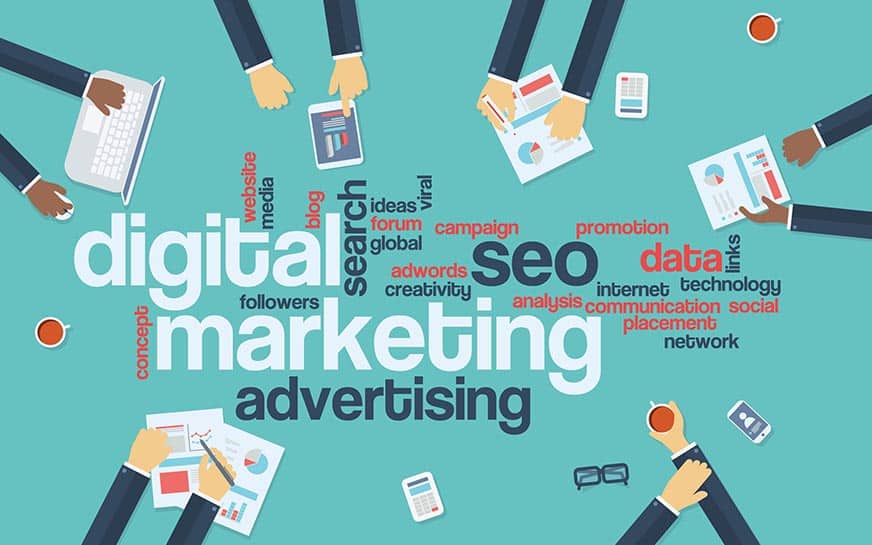 website
media
blog
search
ideas
viral
forum
global
campaign
promotion
digital
adwords
seo
data
links
creativity
internet
technology
followers
analysis
communication
social
concept
marketing
placement
network
advertising